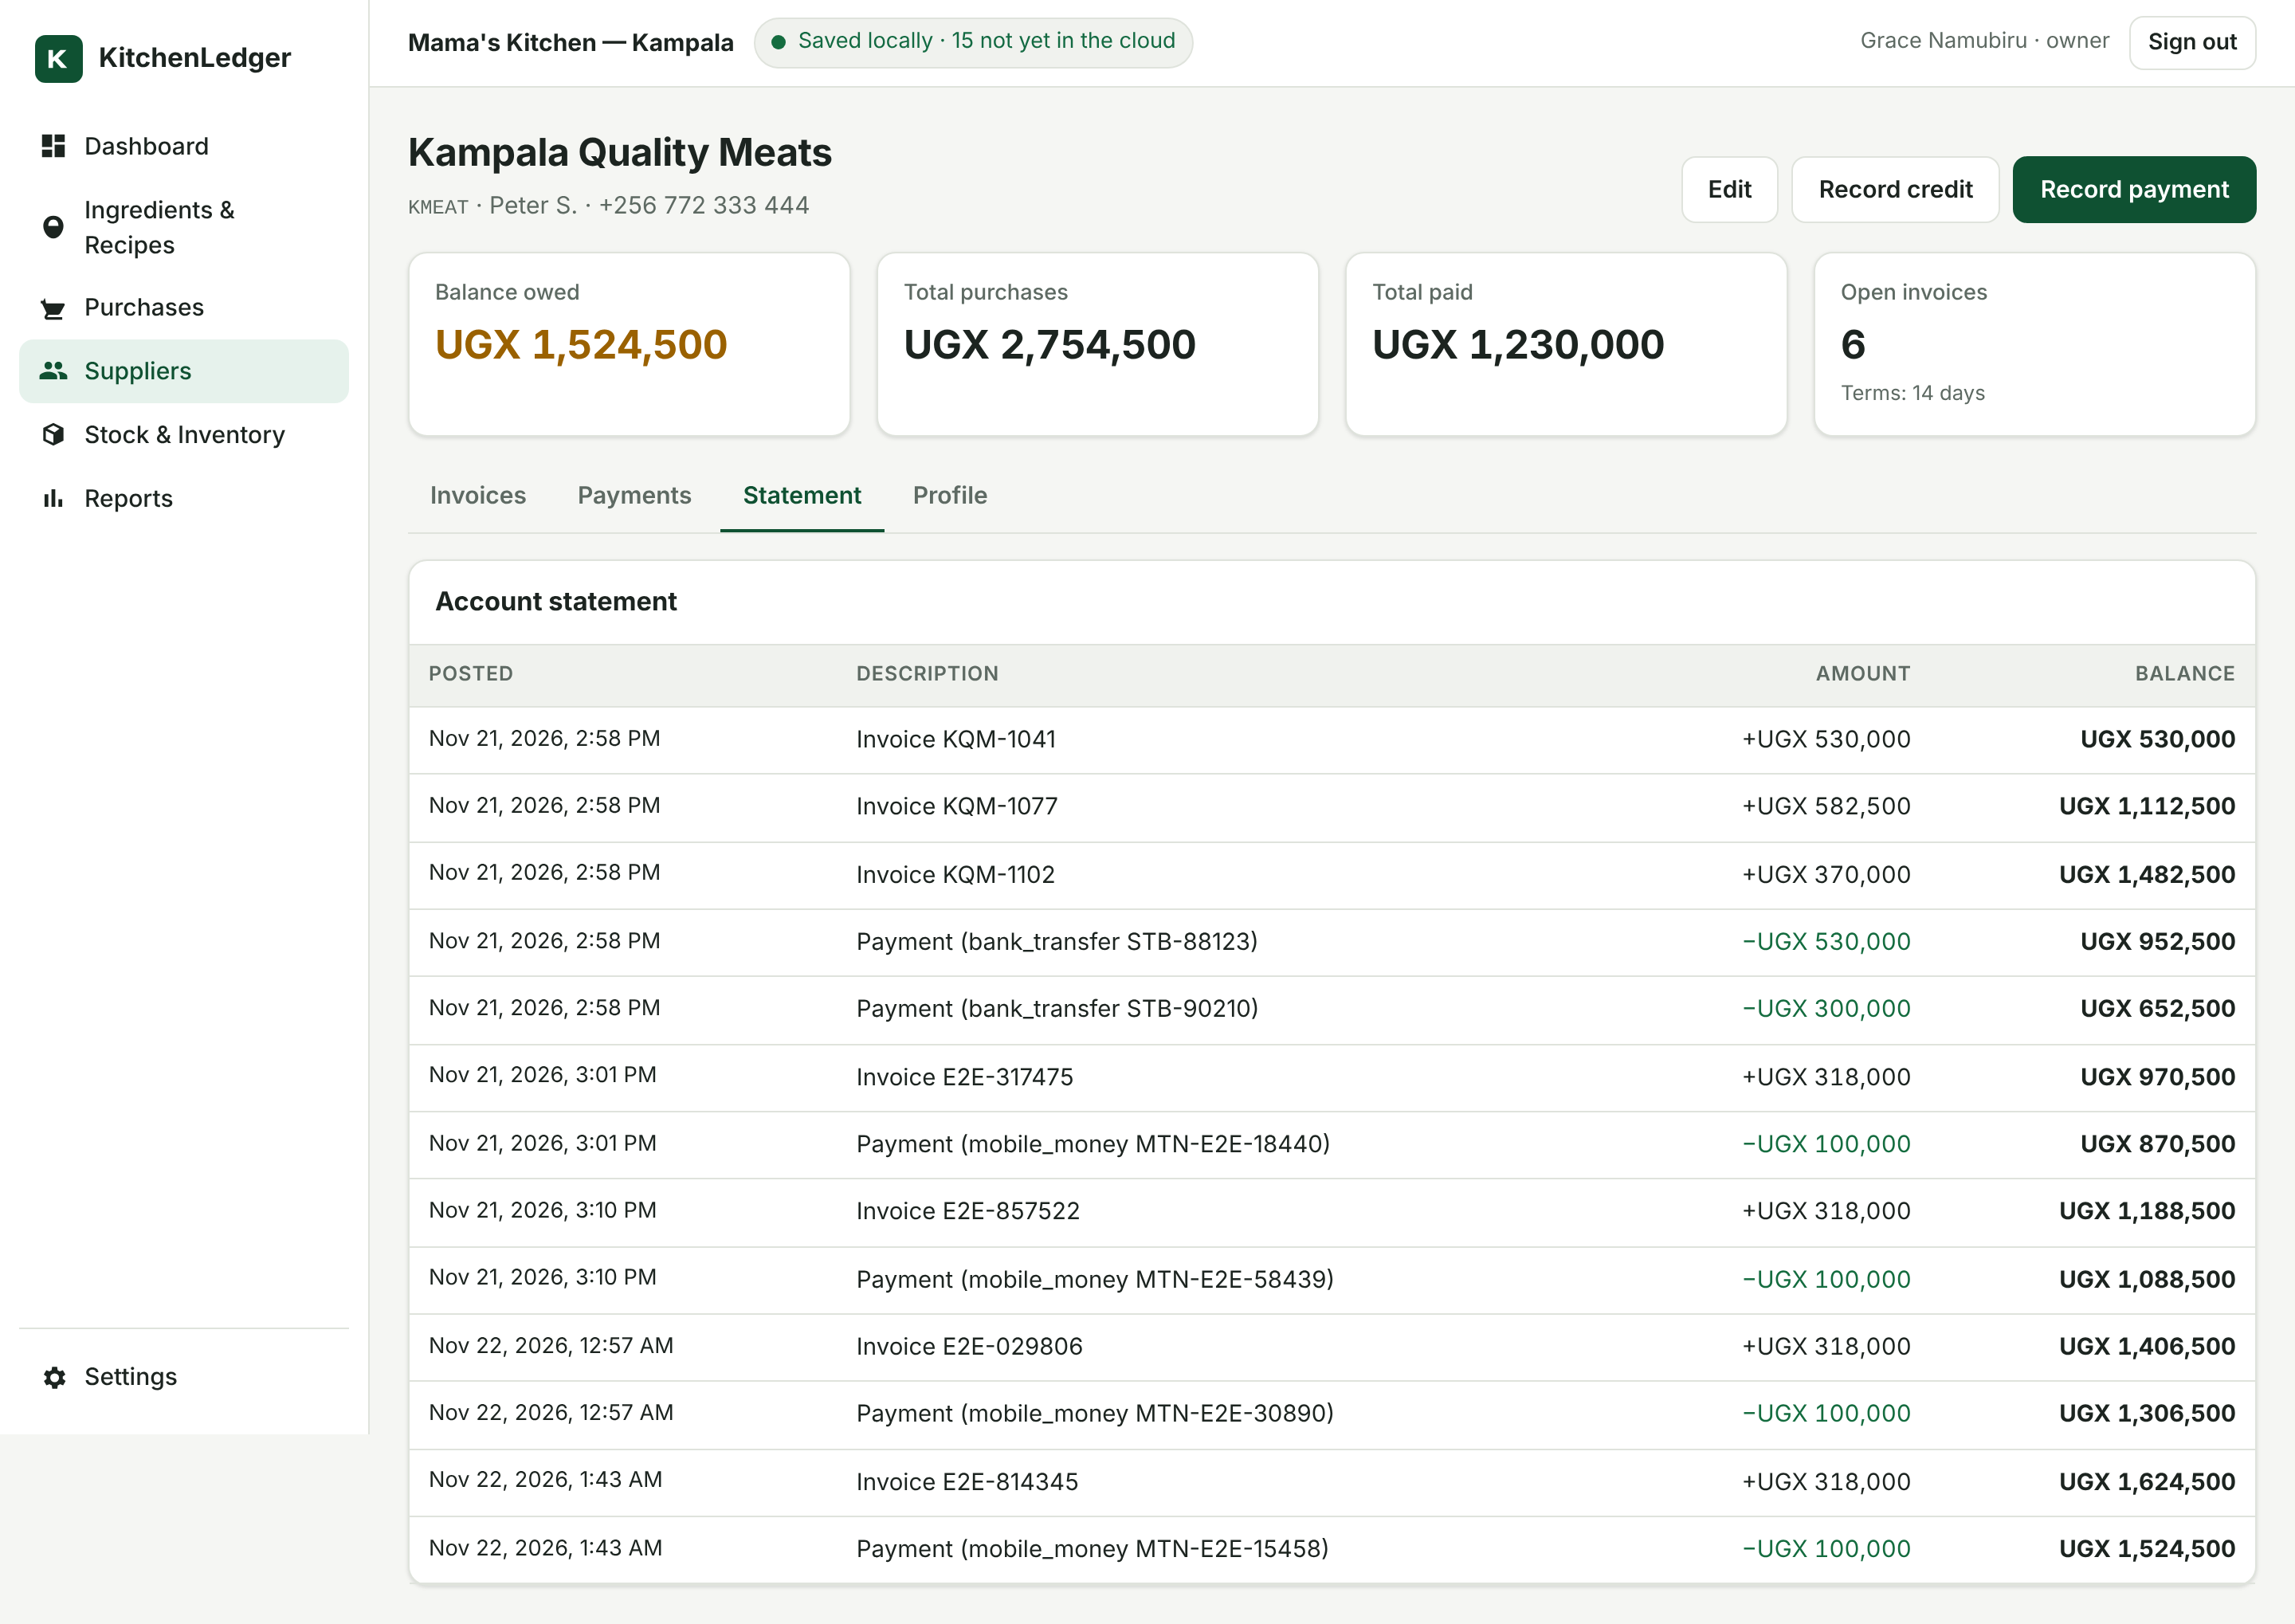 K KitchenLedger
Dashboard
Ingredients &
Recipes
Purchases
Suppliers
Stock & Inventory
Reports
Settings
Mama's Kitchen — Kampala
Saved locally · 15 not yet in the cloud
Grace Namubiru · owner
Sign out
Kampala Quality Meats
KMEAT · Peter S. · +256 772 333 444
Edit
Record credit
Record payment
Balance owed
UGX 1,524,500
Total purchases
UGX 2,754,500
Total paid
UGX 1,230,000
Open invoices
6
Terms: 14 days
Invoices Payments Statement Profile
Account statement
POSTED DESCRIPTION AMOUNT BALANCE
Nov 21, 2026, 2:58 PM Invoice KQM-1041 +UGX 530,000 UGX 530,000
Nov 21, 2026, 2:58 PM Invoice KQM-1077 +UGX 582,500 UGX 1,112,500
Nov 21, 2026, 2:58 PM Invoice KQM-1102 +UGX 370,000 UGX 1,482,500
Nov 21, 2026, 2:58 PM Payment (bank_transfer STB-88123) −UGX 530,000 UGX 952,500
Nov 21, 2026, 2:58 PM Payment (bank_transfer STB-90210) −UGX 300,000 UGX 652,500
Nov 21, 2026, 3:01 PM Invoice E2E-317475 +UGX 318,000 UGX 970,500
Nov 21, 2026, 3:01 PM Payment (mobile_money MTN-E2E-18440) −UGX 100,000 UGX 870,500
Nov 21, 2026, 3:10 PM Invoice E2E-857522 +UGX 318,000 UGX 1,188,500
Nov 21, 2026, 3:10 PM Payment (mobile_money MTN-E2E-58439) −UGX 100,000 UGX 1,088,500
Nov 22, 2026, 12:57 AM Invoice E2E-029806 +UGX 318,000 UGX 1,406,500
Nov 22, 2026, 12:57 AM Payment (mobile_money MTN-E2E-30890) −UGX 100,000 UGX 1,306,500
Nov 22, 2026, 1:43 AM Invoice E2E-814345 +UGX 318,000 UGX 1,624,500
Nov 22, 2026, 1:43 AM Payment (mobile_money MTN-E2E-15458) −UGX 100,000 UGX 1,524,500